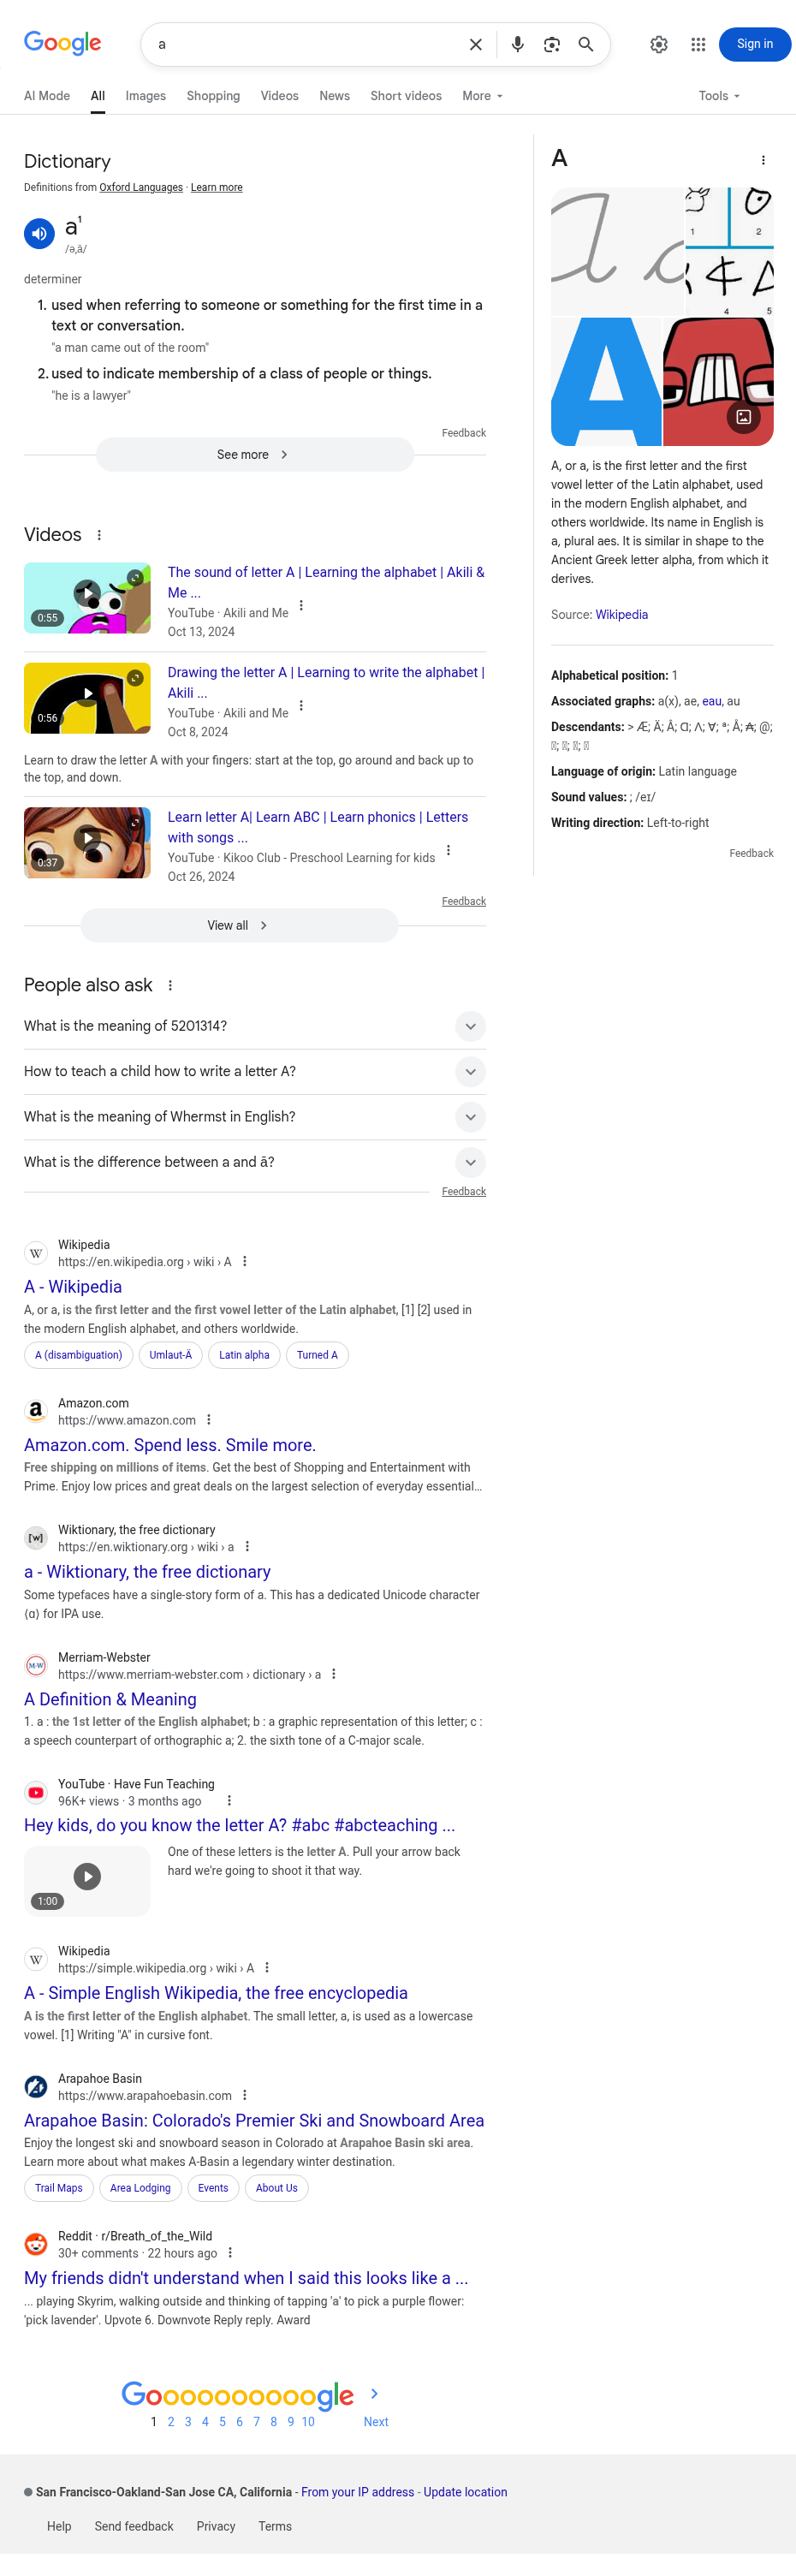 Google
a
Sign in
AI Mode
All
Images
Shopping
Videos
News
Short videos
More
Tools
Dictionary
Definitions from Oxford Languages · Learn more
a¹
/ə,ā/
determiner
1. used when referring to someone or something for the first time in a
text or conversation.
"a man came out of the room"
2. used to indicate membership of a class of people or things.
"he is a lawyer"
Feedback
See more
Videos
0:55
The sound of letter A | Learning the alphabet | Akili &
Me ...
YouTube · Akili and Me
Oct 13, 2024
0:56
Drawing the letter A | Learning to write the alphabet |
Akili ...
YouTube · Akili and Me
Oct 8, 2024
Learn to draw the letter A with your fingers: start at the top, go around and back up to
the top, and down.
0:37
Learn letter A| Learn ABC | Learn phonics | Letters
with songs ...
YouTube · Kikoo Club - Preschool Learning for kids
Oct 26, 2024
Feedback
View all
People also ask
What is the meaning of 5201314?
How to teach a child how to write a letter A?
What is the meaning of Whermst in English?
What is the difference between a and ā?
Feedback
Wikipedia
https://en.wikipedia.org › wiki › A
A - Wikipedia
A, or a, is the first letter and the first vowel letter of the Latin alphabet, [1] [2] used in
the modern English alphabet, and others worldwide.
A (disambiguation)
Umlaut-Ä
Latin alpha
Turned A
Amazon.com
https://www.amazon.com
Amazon.com. Spend less. Smile more.
Free shipping on millions of items. Get the best of Shopping and Entertainment with
Prime. Enjoy low prices and great deals on the largest selection of everyday essential…
Wiktionary, the free dictionary
https://en.wiktionary.org › wiki › a
a - Wiktionary, the free dictionary
Some typefaces have a single-story form of a. This has a dedicated Unicode character
⟨ɑ⟩ for IPA use.
Merriam-Webster
https://www.merriam-webster.com › dictionary › a
A Definition & Meaning
1. a : the 1st letter of the English alphabet; b : a graphic representation of this letter; c :
a speech counterpart of orthographic a; 2. the sixth tone of a C-major scale.
YouTube · Have Fun Teaching
96K+ views · 3 months ago
Hey kids, do you know the letter A? #abc #abcteaching ...
1:00
One of these letters is the letter A. Pull your arrow back
hard we're going to shoot it that way.
Wikipedia
https://simple.wikipedia.org › wiki › A
A - Simple English Wikipedia, the free encyclopedia
A is the first letter of the English alphabet. The small letter, a, is used as a lowercase
vowel. [1] Writing "A" in cursive font.
Arapahoe Basin
https://www.arapahoebasin.com
Arapahoe Basin: Colorado's Premier Ski and Snowboard Area
Enjoy the longest ski and snowboard season in Colorado at Arapahoe Basin ski area.
Learn more about what makes A-Basin a legendary winter destination.
Trail Maps
Area Lodging
Events
About Us
Reddit · r/Breath_of_the_Wild
30+ comments · 22 hours ago
My friends didn't understand when I said this looks like a ...
... playing Skyrim, walking outside and thinking of tapping 'a' to pick a purple flower:
'pick lavender'. Upvote 6. Downvote Reply reply. Award
A
a
1
2
4
5
A
A, or a, is the first letter and the first
vowel letter of the Latin alphabet, used
in the modern English alphabet, and
others worldwide. Its name in English is
a, plural aes. It is similar in shape to the
Ancient Greek letter alpha, from which it
derives.
Source: Wikipedia
Alphabetical position: 1
Associated graphs: a(x), ae, eau, au
Descendants: > Æ; Ä; Â; Ɑ; Λ; Ɐ; ª; Å; ₳; @;
Language of origin: Latin language
Sound values: ; /eɪ/
Writing direction: Left-to-right
Feedback
Goooooooooogle
1 2 3 4 5 6 7 8 9 10
Next
San Francisco-Oakland-San Jose CA, California - From your IP address - Update location
Help
Send feedback
Privacy
Terms